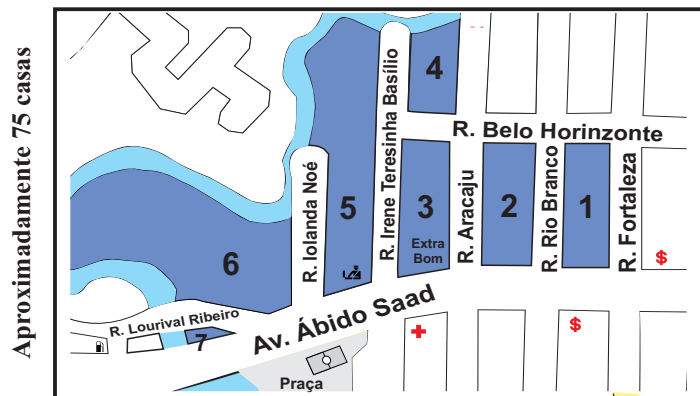 Aproximadamente 75 casas
4
R. Belo Horinzonte
R. Irene Teresinha Basílio
R. Iolanda Noé
5
3
Extra
Bom
R. Aracaju
2
R. Rio Branco
1
R. Fortaleza
$
6
R. Lourival Ribeiro
7
Av. Ábido Saad
$
Praça